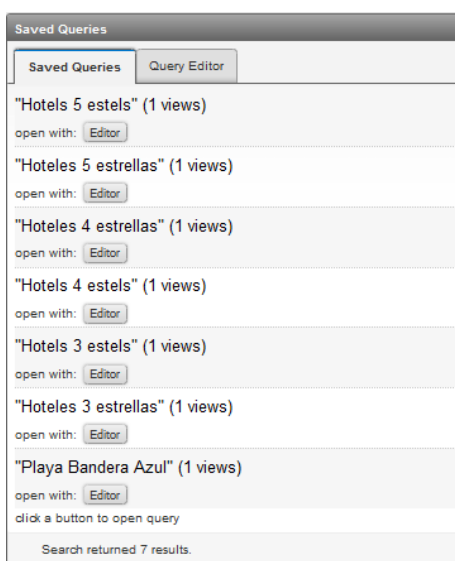 Saved Queries
Saved Queries Query Editor
"Hotels 5 estels" (1 views)
open with: Editor
"Hoteles 5 estrellas" (1 views)
open with: Editor
"Hoteles 4 estrellas" (1 views)
open with: Editor
"Hotels 4 estels" (1 views)
open with: Editor
"Hotels 3 estels" (1 views)
open with: Editor
"Hoteles 3 estrellas" (1 views)
open with: Editor
"Playa Bandera Azul" (1 views)
open with: Editor
click a button to open query
Search returned 7 results.